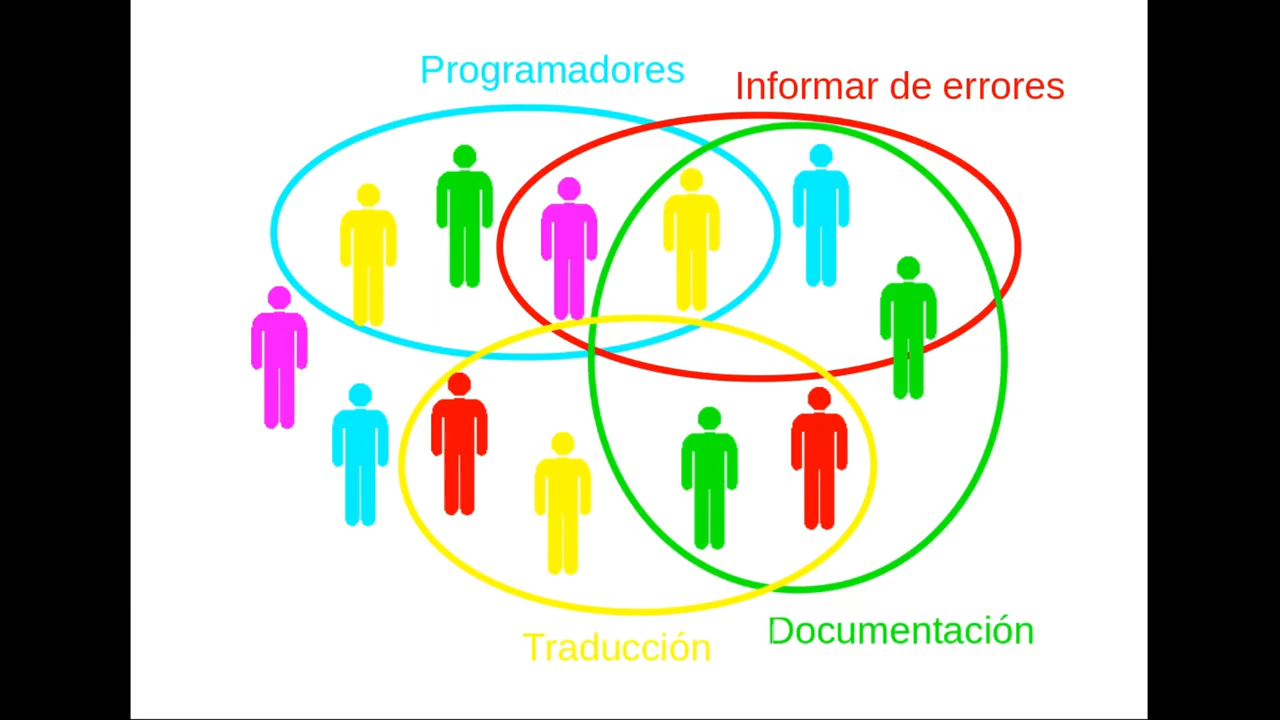 Programadores
Informar de errores
Traducción
Documentación